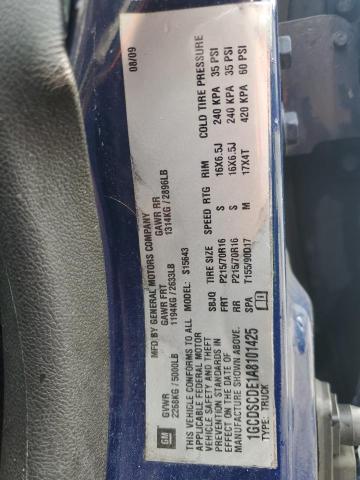 GM
MFD BY GENERAL MOTORS COMPANY
08/09
GVWR GAWR FRT GAWR RR
2268KG / 5000LB 1194KG / 2633LB 1314KG / 2896LB
THIS VEHICLE CONFORMS TO ALL S15643
APPLICABLE FEDERAL MOTOR
VEHICLE SAFETY AND THEFT
PREVENTION STANDARDS IN
EFFECT ON THE DATE OF
MANUFACTURE SHOWN ABOVE.
1GCDSCDE1A8101425
TYPE: TRUCK
SBJQ TIRE SIZE SPEED RTG RIM COLD TIRE PRESSURE
FRT P215/70R16 S 16X6.5J 240 KPA 35 PSI
RR P215/70R16 S 16X6.5J 240 KPA 35 PSI
SPA T155/90D17 M 17X4T 420 KPA 60 PSI